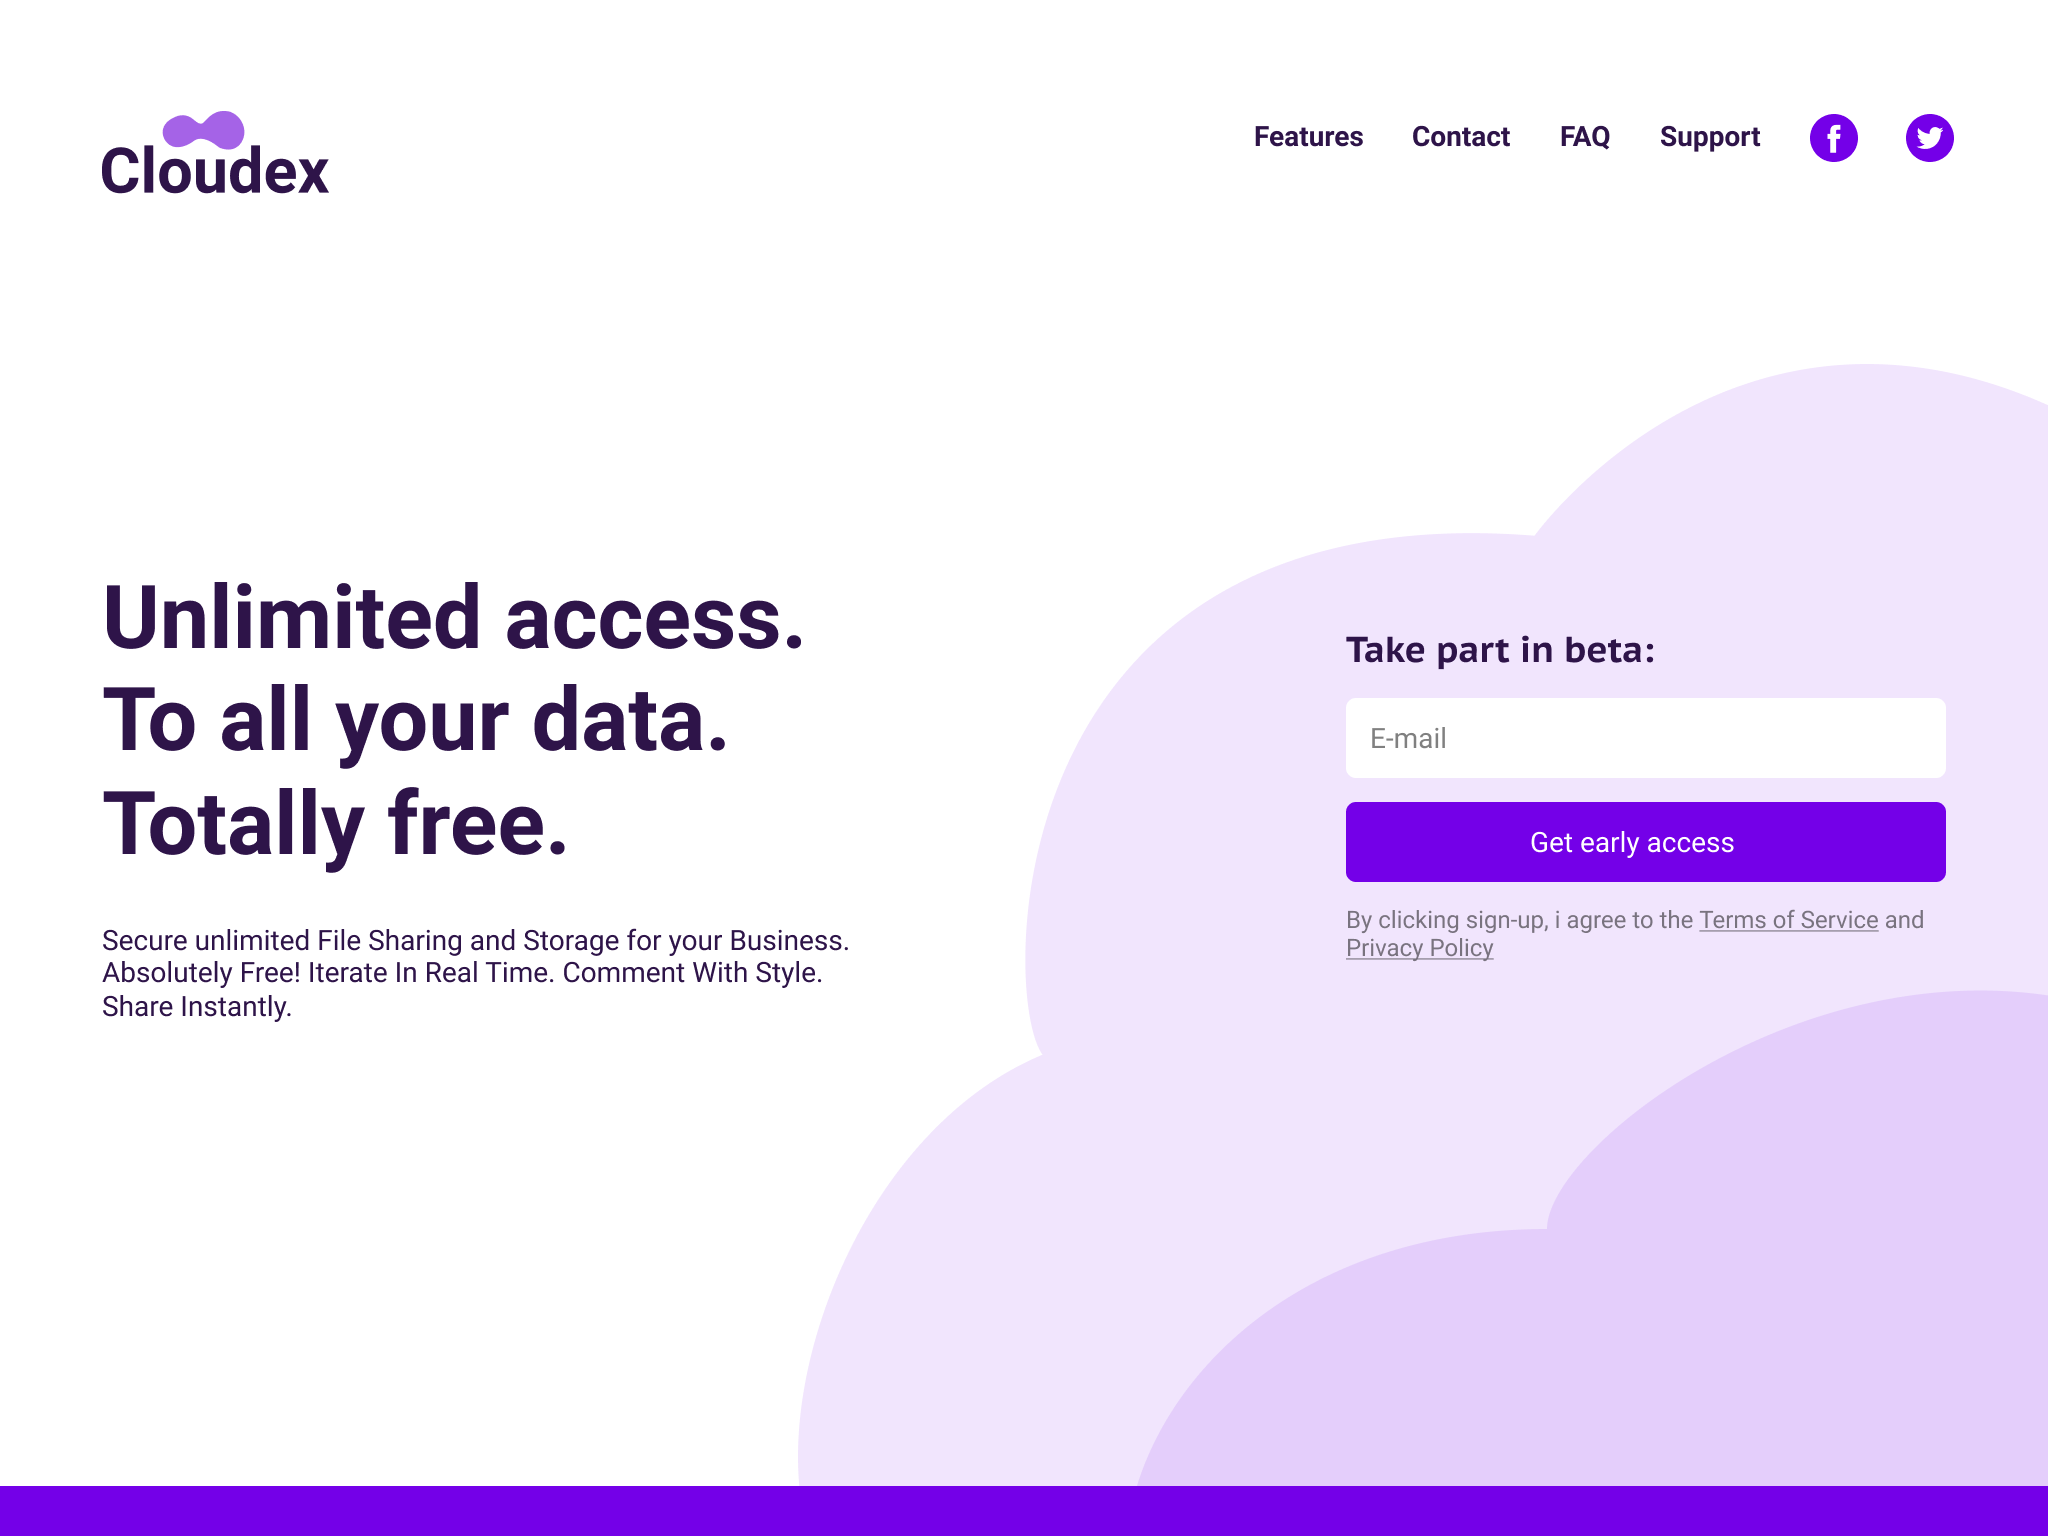 Cloudex
Features Contact FAQ Support
Unlimited access.
To all your data.
Totally free.
Secure unlimited File Sharing and Storage for your Business.
Absolutely Free! Iterate In Real Time. Comment With Style.
Share Instantly.
Take part in beta:
E-mail
Get early access
By clicking sign-up, i agree to the Terms of Service and
Privacy Policy